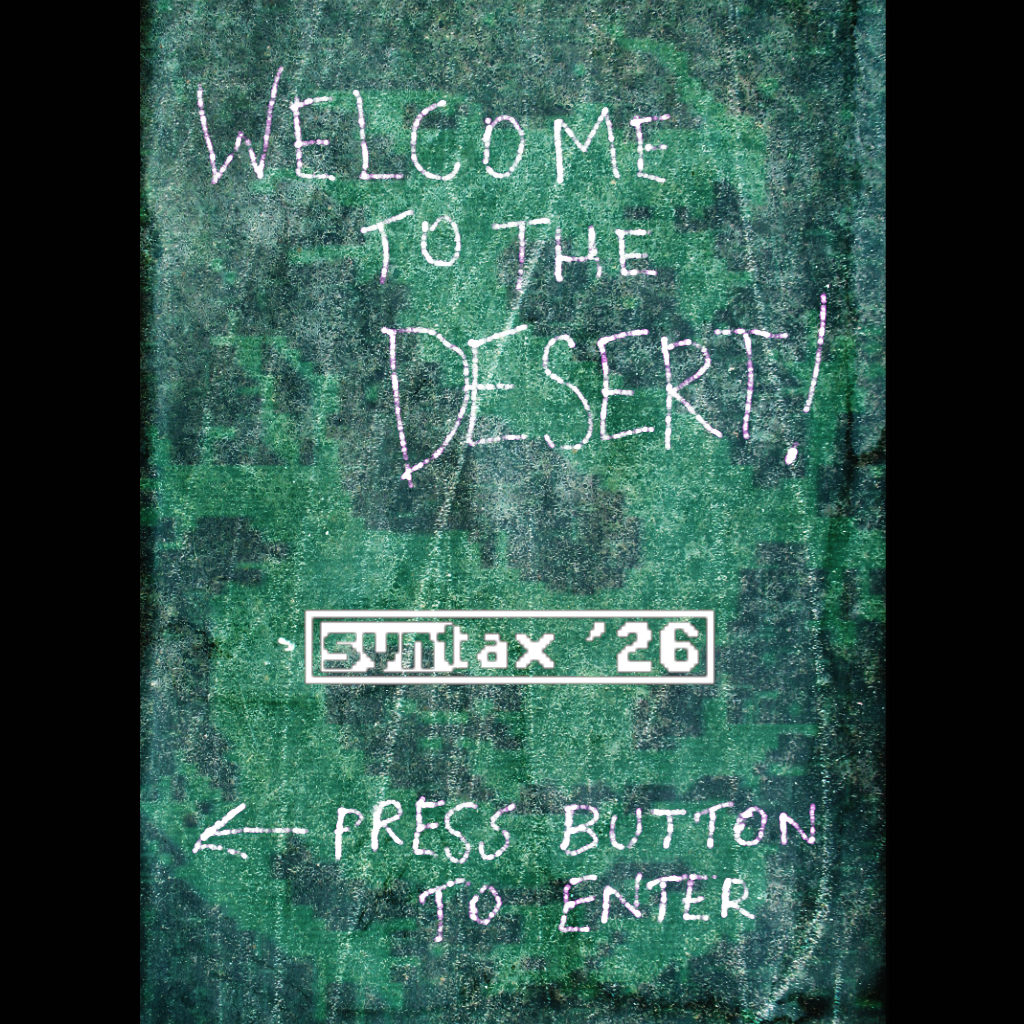 WELCOME
TO THE
DESERT!
syntax '26
← PRESS BUTTON
TO ENTER